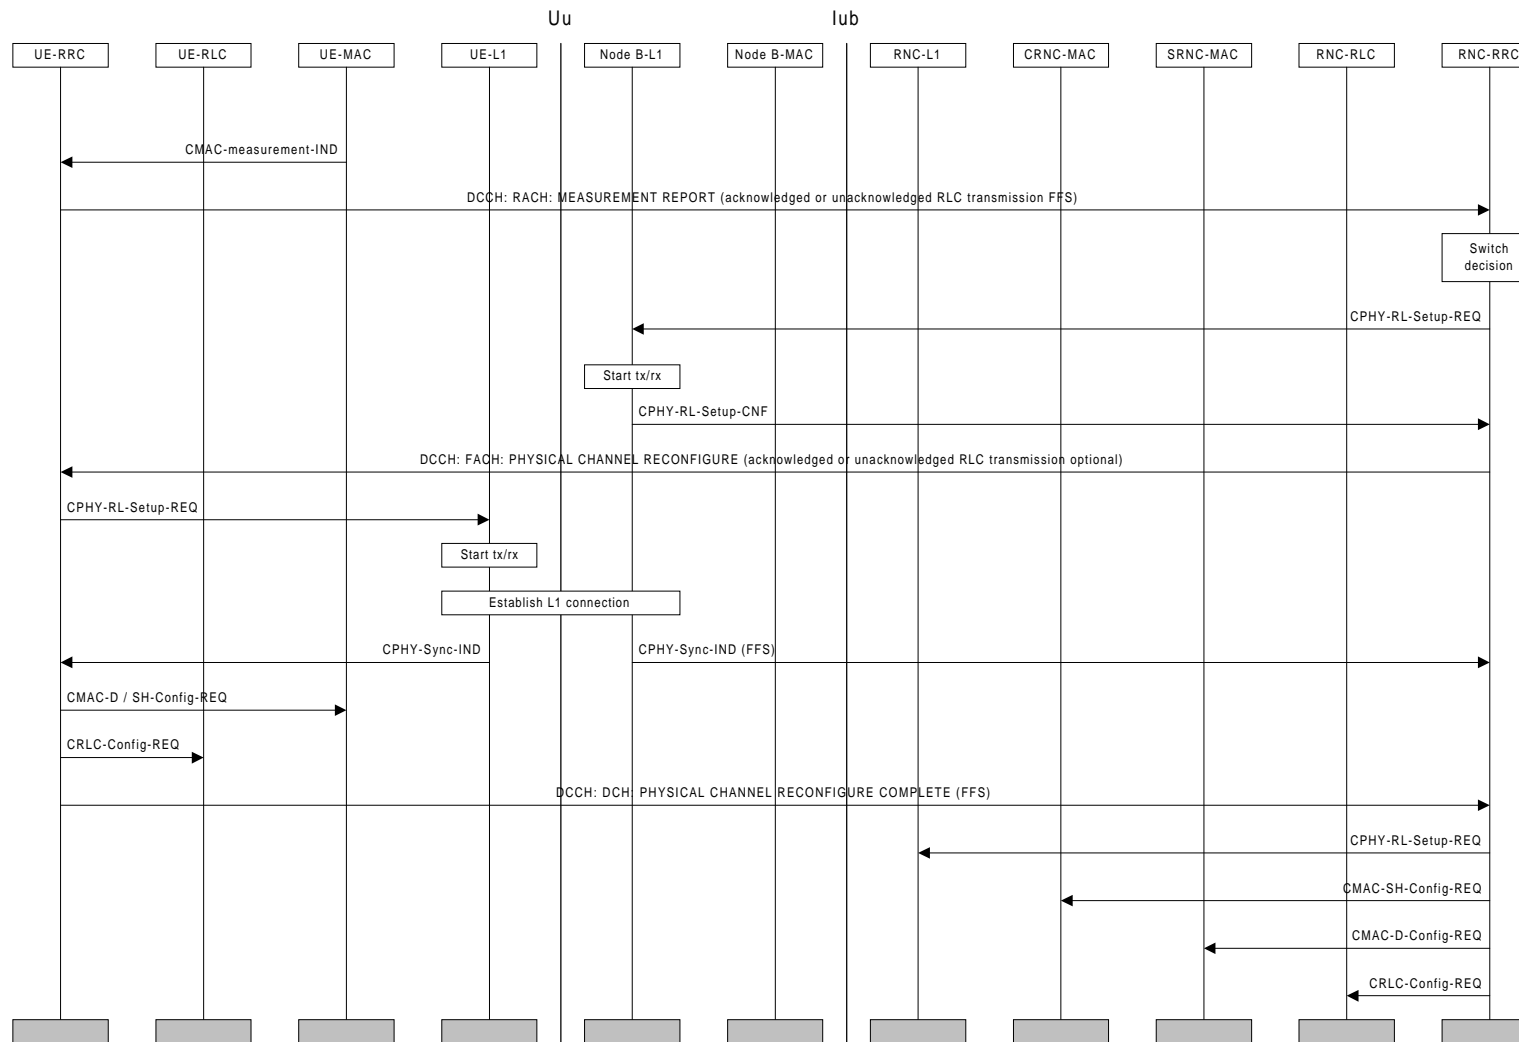 Uu
Iub
UE-RRC
UE-RLC
UE-MAC
UE-L1
Node B-L1
Node B-MAC
RNC-L1
CRNC-MAC
SRNC-MAC
RNC-RLC
RNC-RRC
CMAC-measurement-IND
DCCH: RACH: MEASUREMENT REPORT (acknowledged or unacknowledged RLC transmission FFS)
Switch
decision
CPHY-RL-Setup-REQ
Start tx/rx
CPHY-RL-Setup-CNF
DCCH: FACH: PHYSICAL CHANNEL RECONFIGURE (acknowledged or unacknowledged RLC transmission optional)
CPHY-RL-Setup-REQ
Start tx/rx
Establish L1 connection
CPHY-Sync-IND
CPHY-Sync-IND (FFS)
CMAC-D / SH-Config-REQ
CRLC-Config-REQ
DCCH: DCH: PHYSICAL CHANNEL RECONFIGURE COMPLETE (FFS)
CPHY-RL-Setup-REQ
CMAC-SH-Config-REQ
CMAC-D-Config-REQ
CRLC-Config-REQ